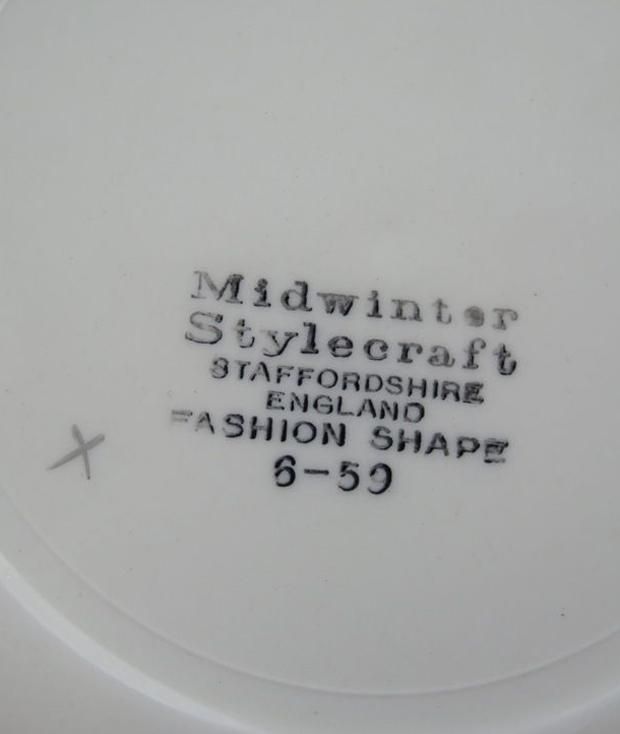 Midwinter
Stylecraft
STAFFORDSHIRE
ENGLAND
FASHION SHAPE
6-59
X